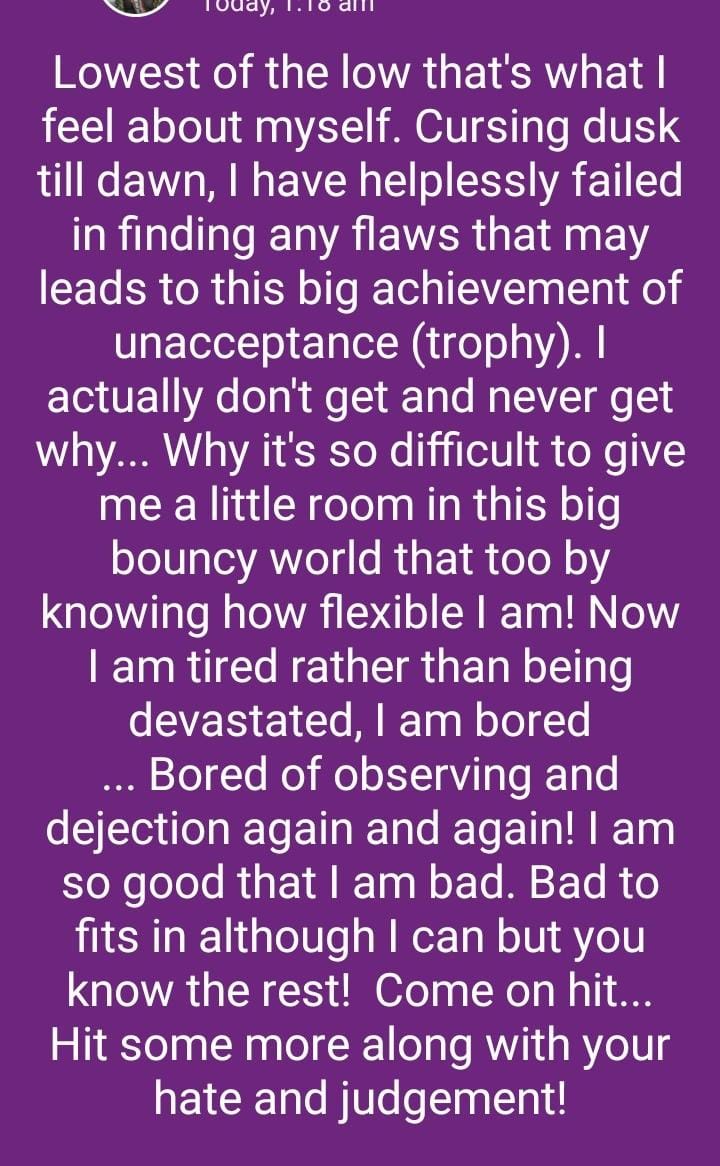 Today, 1:18 am
Lowest of the low that's what I
feel about myself. Cursing dusk
till dawn, I have helplessly failed
in finding any flaws that may
leads to this big achievement of
unacceptance (trophy). I
actually don't get and never get
why... Why it's so difficult to give
me a little room in this big
bouncy world that too by
knowing how flexible I am! Now
I am tired rather than being
devastated, I am bored
... Bored of observing and
dejection again and again! I am
so good that I am bad. Bad to
fits in although I can but you
know the rest!  Come on hit...
Hit some more along with your
hate and judgement!